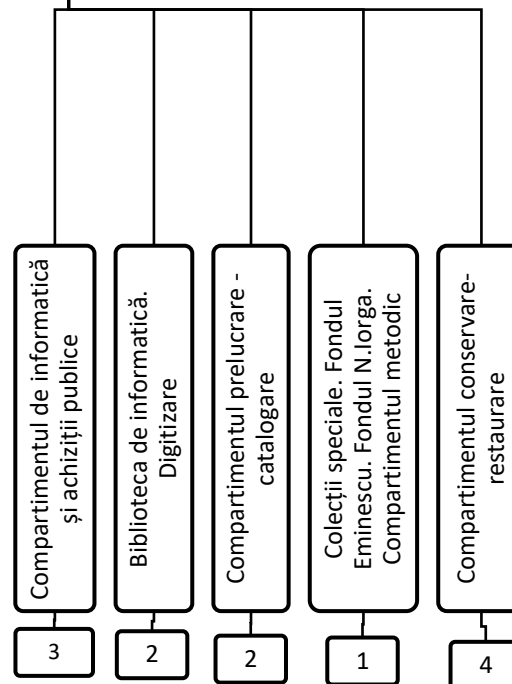 Compartimentul de informatică
și achiziții publice
Biblioteca de informatică.
Digitizare
Compartimentul prelucrare -
catalogare
Colecții speciale. Fondul
Eminescu. Fondul N.Iorga.
Compartimentul metodic
Compartimentul conservare-
restaurare
3
2
2
1
4